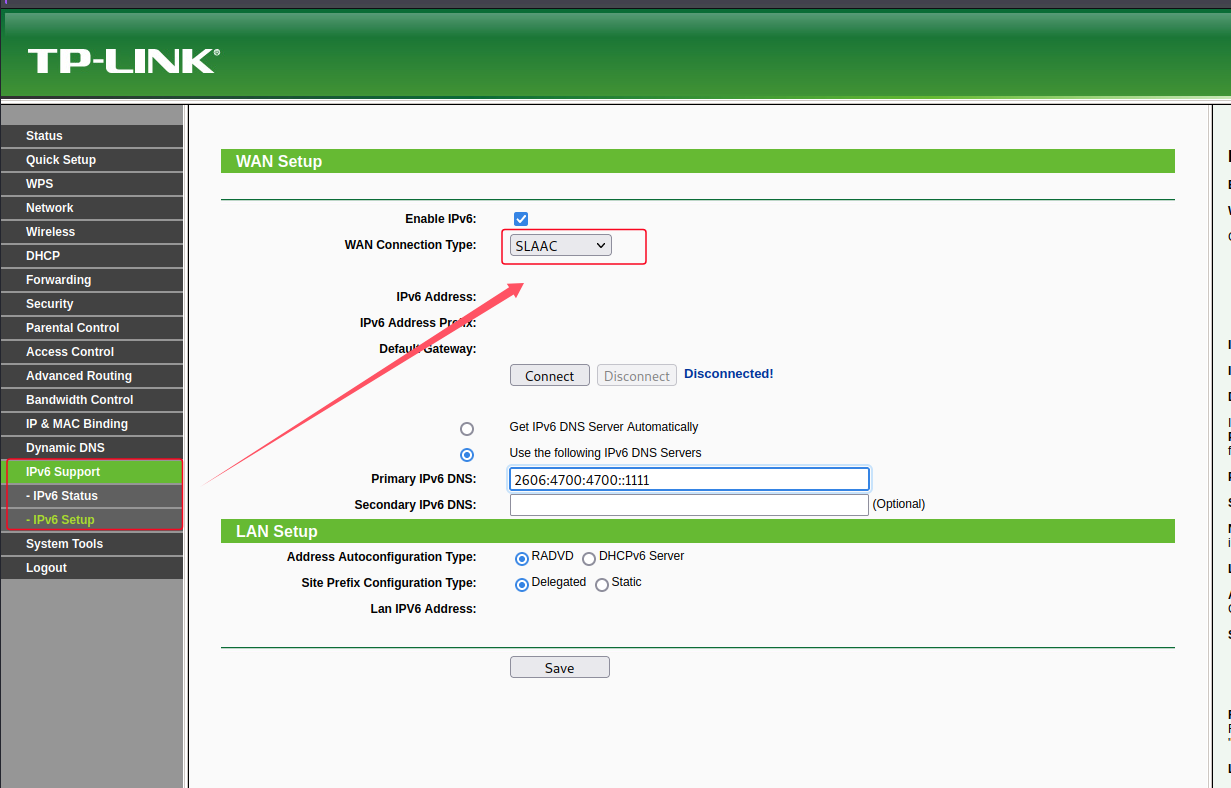 TP-LINK®
Status
Quick Setup
WPS
Network
Wireless
DHCP
Forwarding
Security
Parental Control
Access Control
Advanced Routing
Bandwidth Control
IP & MAC Binding
Dynamic DNS
IPv6 Support
- IPv6 Status
- IPv6 Setup
System Tools
Logout
WAN Setup
Enable IPv6:
WAN Connection Type: SLAAC
IPv6 Address:
IPv6 Address Prefix:
Default Gateway:
Connect Disconnect Disconnected!
Get IPv6 DNS Server Automatically
Use the following IPv6 DNS Servers
Primary IPv6 DNS: 2606:4700:4700::1111
Secondary IPv6 DNS: (Optional)
LAN Setup
Address Autoconfiguration Type: RADVD DHCPv6 Server
Site Prefix Configuration Type: Delegated Static
Lan IPV6 Address:
Save